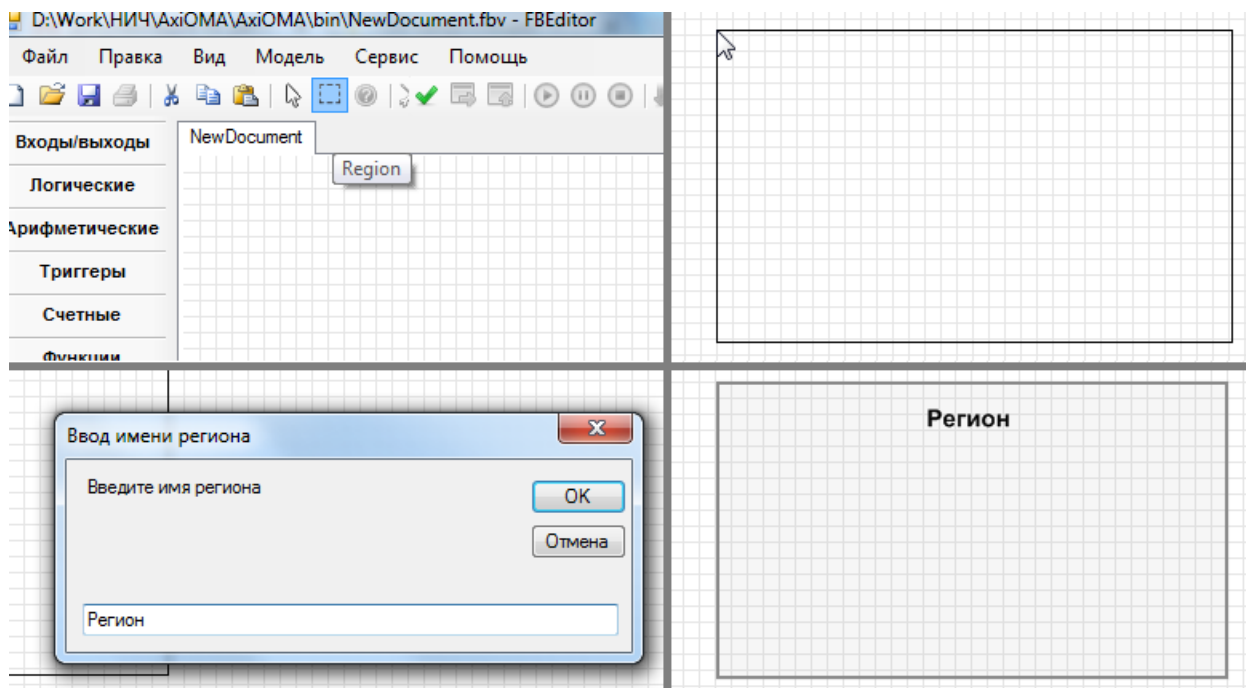 D:\Work\НИЧ\AxiOMA\AxiOMA\bin\NewDocument.fbv - FBEditor
Файл Правка Вид Модель Сервис Помощь
Входы/выходы
NewDocument
Region
Логические
Арифметические
Триггеры
Счетные
Функции
Ввод имени региона
Введите имя региона
OK
Отмена
Регион
Регион